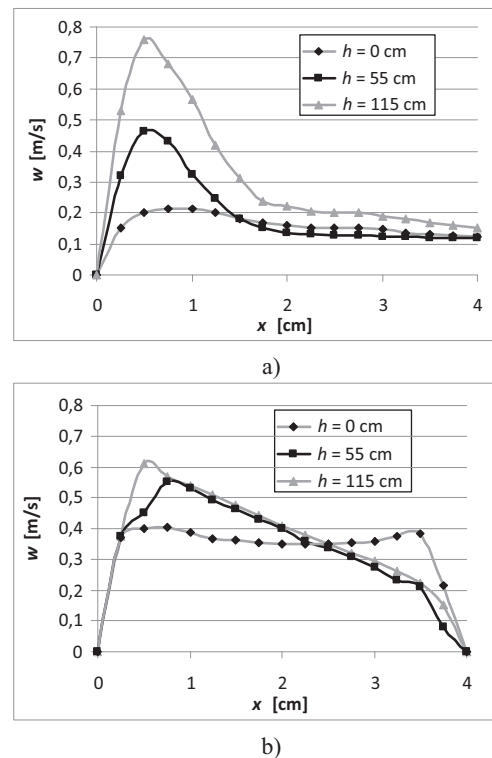 0,8
0,7
0,6
0,5
0,4
0,3
0,2
0,1
0
w [m/s]
h = 0 cm
h = 55 cm
h = 115 cm
0 1 2 3 4
x [cm]
a)
0,8
0,7
0,6
0,5
0,4
0,3
0,2
0,1
0
w [m/s]
h = 0 cm
h = 55 cm
h = 115 cm
0 1 2 3 4
x [cm]
b)